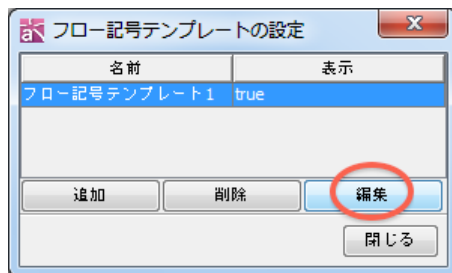 フロー記号テンプレートの設定
名前 表示
フロー記号テンプレート1 true
追加 削除 編集
閉じる